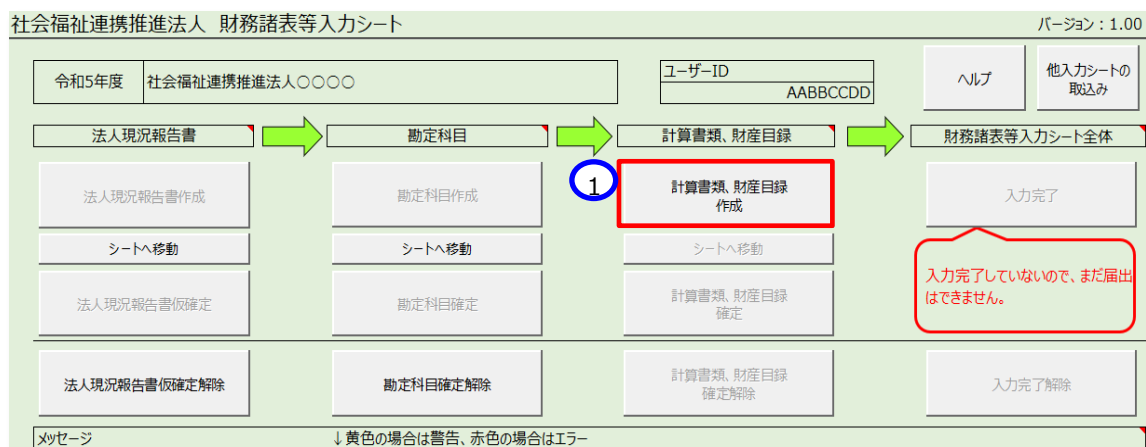 社会福祉連携推進法人 財務諸表等入力シート
バージョン:1.00
令和5年度
社会福祉連携推進法人○○○○
ユーザーID
AABBCCDD
ヘルプ
他入力シートの
取込み
法人現況報告書
勘定科目
計算書類、財産目録
財務諸表等入力シート全体
法人現況報告書作成
勘定科目作成
1
計算書類、財産目録
作成
入力完了
シートへ移動
シートへ移動
シートへ移動
入力完了していないので、まだ届出
はできません。
法人現況報告書仮確定
勘定科目確定
計算書類、財産目録
確定
法人現況報告書仮確定解除
勘定科目確定解除
計算書類、財産目録
確定解除
入力完了解除
メッセージ
↓黄色の場合は警告、赤色の場合はエラー